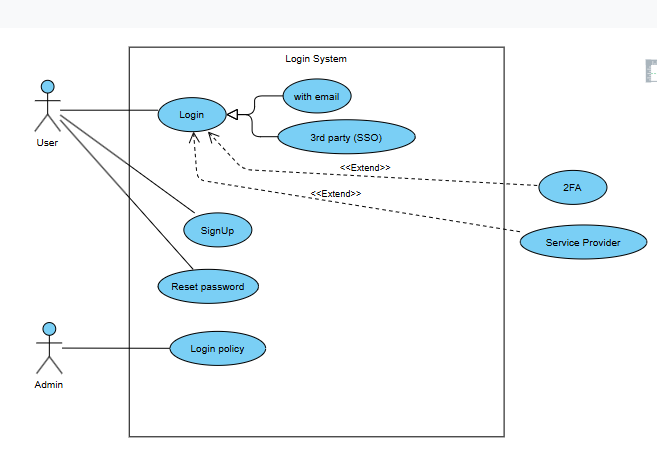 Login System
with email
Login
3rd party (SSO)
User
<<Extend>>
2FA
<<Extend>>
SignUp
Service Provider
Reset password
Login policy
Admin